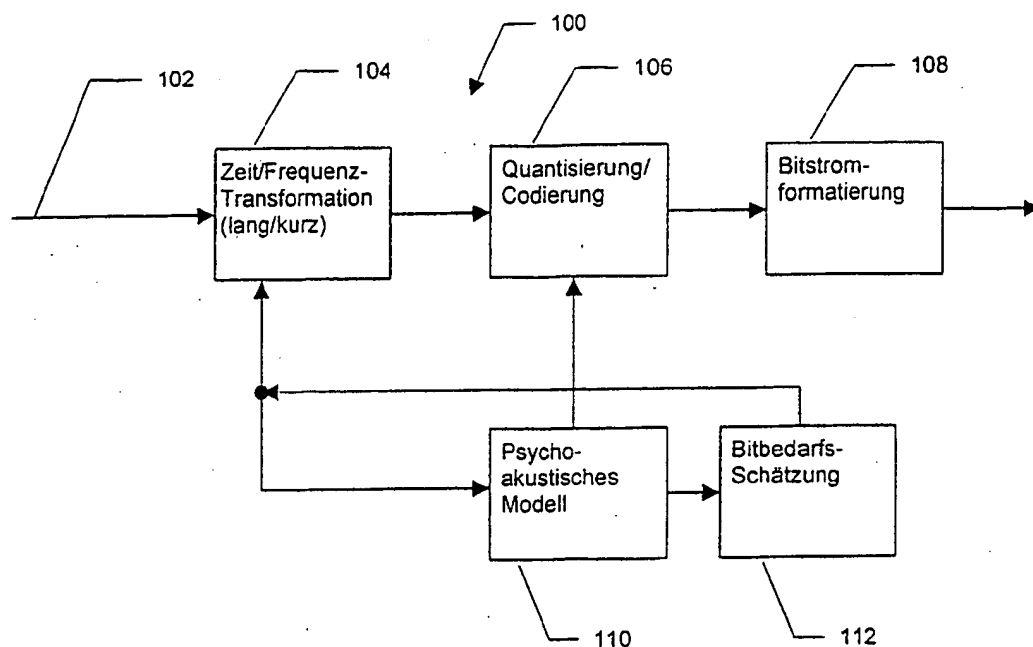 100
102
104
106
108
Zeit/Frequenz-
Transformation
(lang/kurz)
Quantisierung/
Codierung
Bitstrom-
formatierung
Psycho-
akustisches
Modell
Bitbedarfs-
Schätzung
110
112